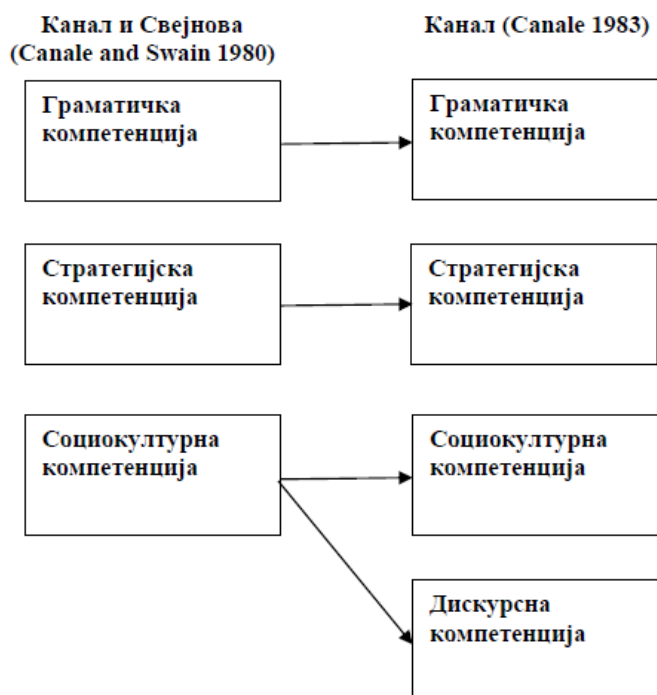 Канал и Свејнова
(Canale and Swain 1980)
Канал (Canale 1983)
Граматичка
компетенција
Граматичка
компетенција
Стратегијска
компетенција
Стратегијска
компетенција
Социокултурна
компетенција
Социокултурна
компетенција
Дискурсна
компетенција